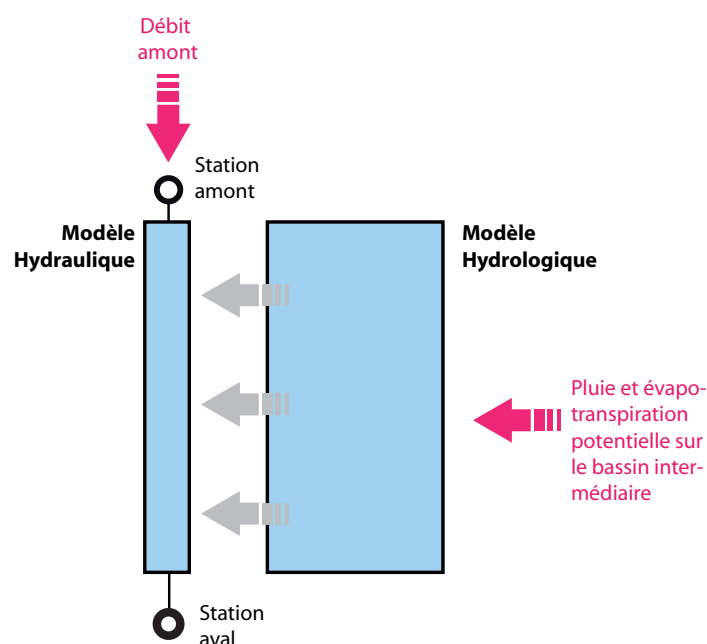 Débit
amont
Station
amont
Modèle
Hydraulique
Modèle
Hydrologique
Pluie et évapo-
transpiration
potentielle sur
le bassin inter-
médiaire
Station
aval